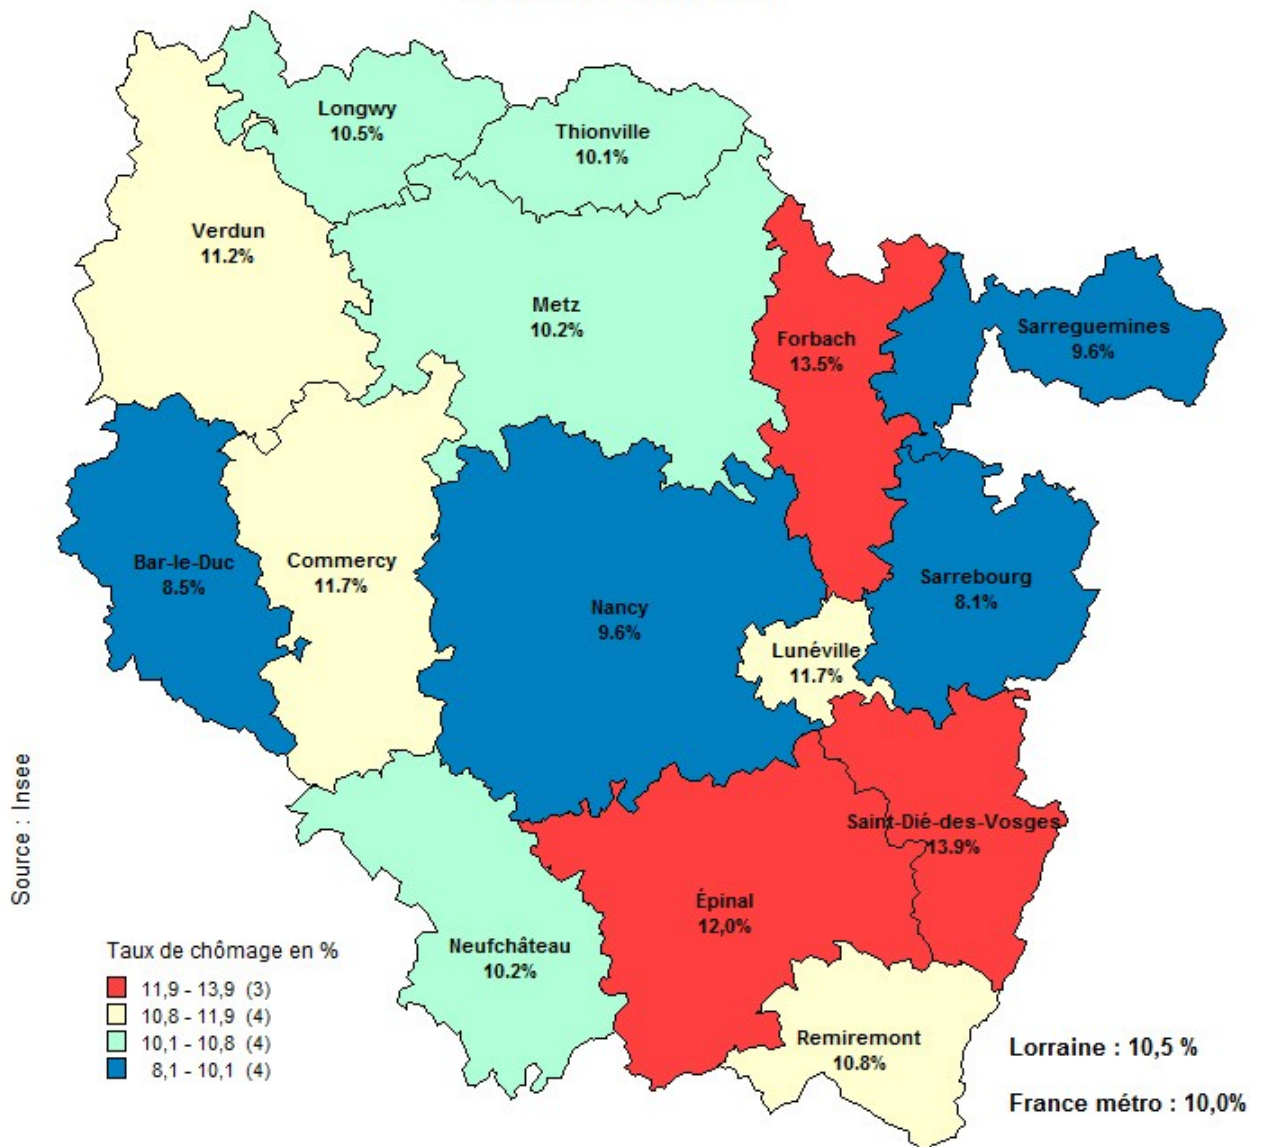 Longwy
10.5%
Thionville
10.1%
Verdun
11.2%
Metz
10.2%
Forbach
13.5%
Sarreguemines
9.6%
Bar-le-Duc
8.5%
Commercy
11.7%
Nancy
9.6%
Sarrebourg
8.1%
Lunéville
11.7%
Saint-Dié-des-Vosges
13.9%
Épinal
12,0%
Neufchâteau
10.2%
Remiremont
10.8%
Source : Insee
Taux de chômage en %
11,9 - 13,9 (3)
10,8 - 11,9 (4)
10,1 - 10,8 (4)
8,1 - 10,1 (4)
Lorraine : 10,5 %
France métro : 10,0%